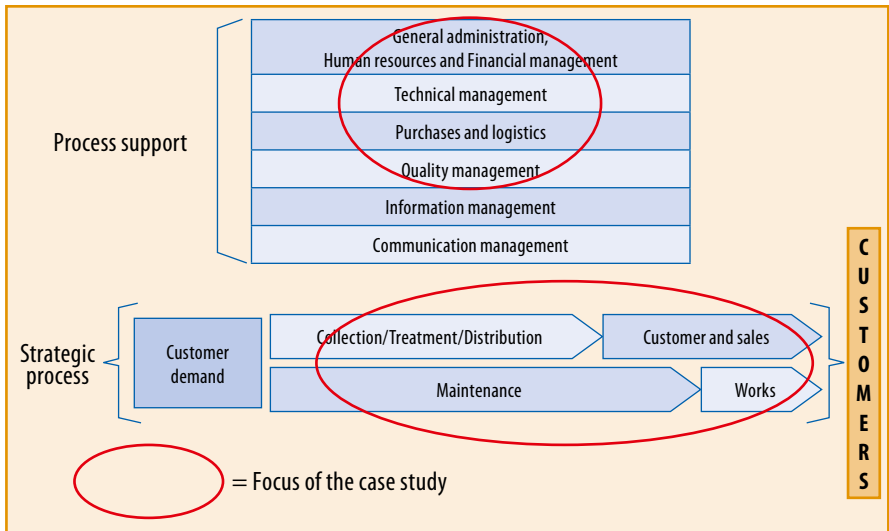 Process support
General administration,
Human resources and Financial management
Technical management
Purchases and logistics
Quality management
Information management
Communication management
Strategic
process
Customer
demand
Collection/Treatment/Distribution
Customer and sales
Maintenance
Works
CUSTOMERS
= Focus of the case study